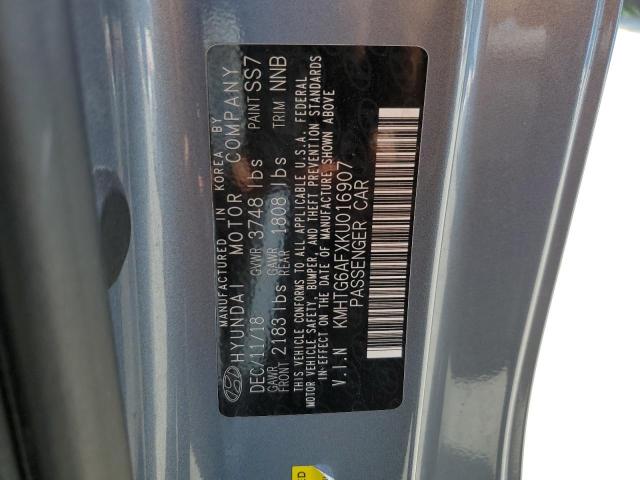 MANUFACTURED IN KOREA BY
HYUNDAI MOTOR COMPANY
DEC/11/18 GVWR 3748 lbs PAINT SS7
GAWR FRONT 2183 lbs GAWR REAR 1808 lbs TRIM NNB
THIS VEHICLE CONFORMS TO ALL APPLICABLE U.S.A. FEDERAL
MOTOR VEHICLE SAFETY, BUMPER, AND THEFT PREVENTION STANDARDS
IN EFFECT ON THE DATE OF MANUFACTURE SHOWN ABOVE
V.I.N KMHTG6AFXKU016907
PASSENGER CAR